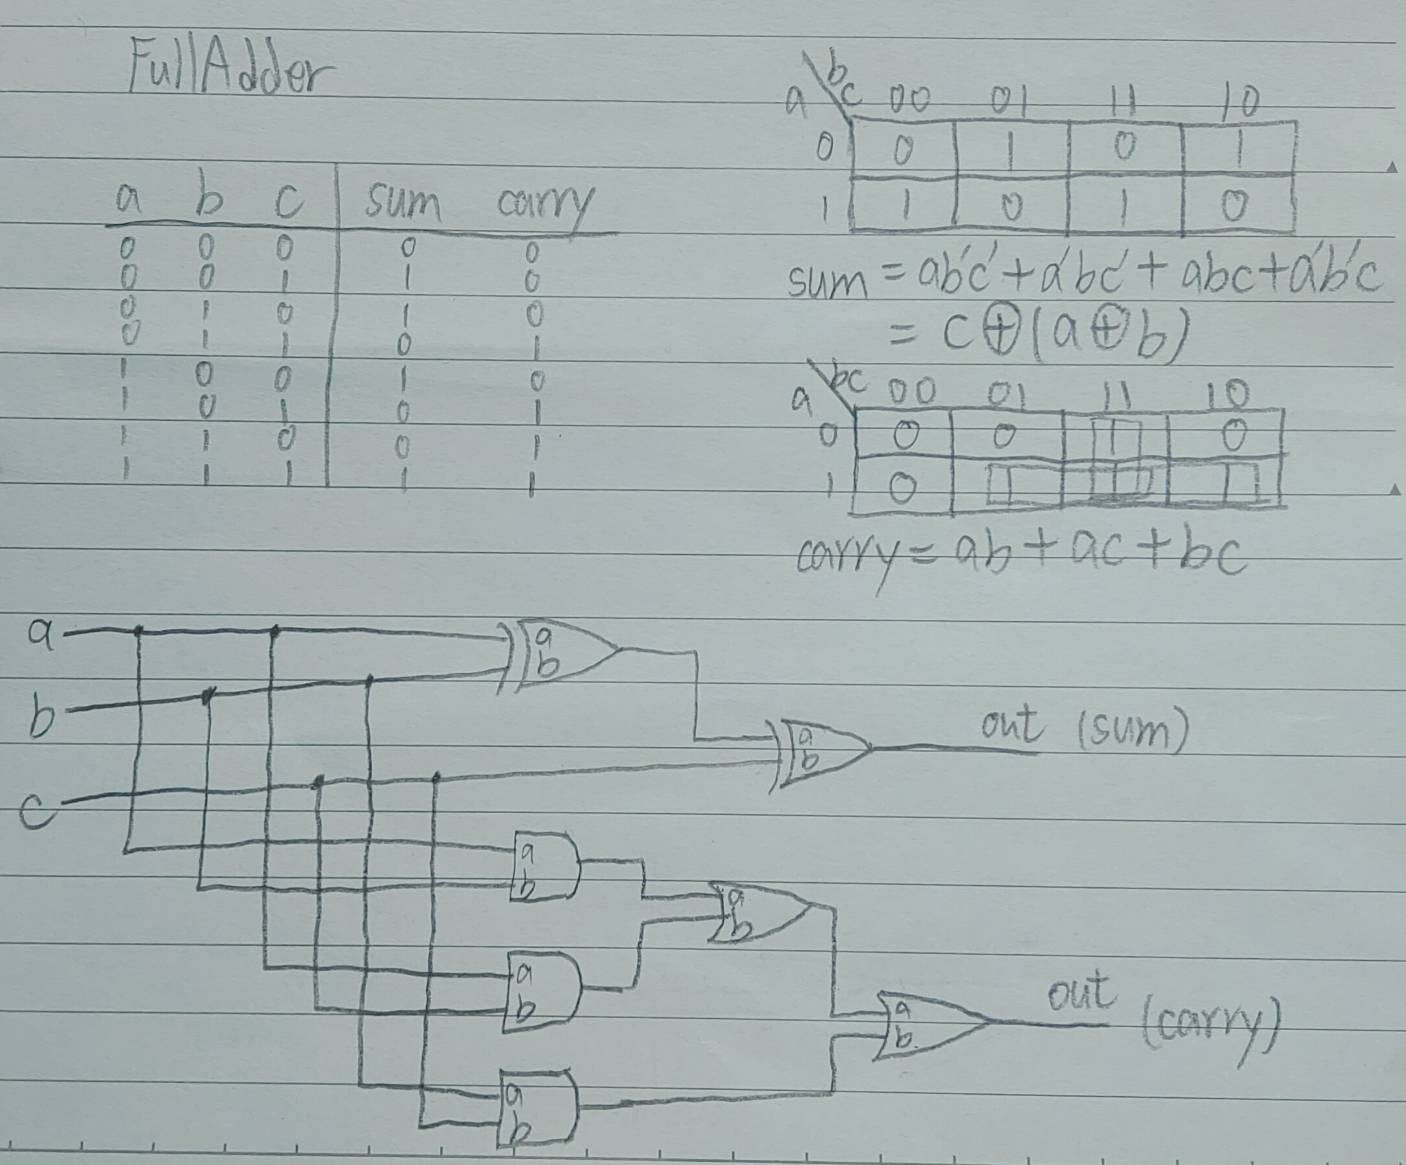 FullAdder
a b c sum carry
0 0 0 0 0
0 0 1 1 0
0 1 0 1 0
0 1 1 0 1
1 0 0 1 0
1 0 1 0 1
1 1 0 0 1
1 1 1 1 1
a bc 00 01 11 10
0 0 1 0 1
1 1 0 1 0
sum = ab'c' + a'bc' + abc + a'b'c
= c⊕(a⊕b)
a bc 00 01 11 10
0 0 0 1 0
1 0 1 1 1
carry = ab + ac + bc
a
b
c
a
b
a
b
out (sum)
a
b
a
b
a
b
a
b
a
b
out (carry)